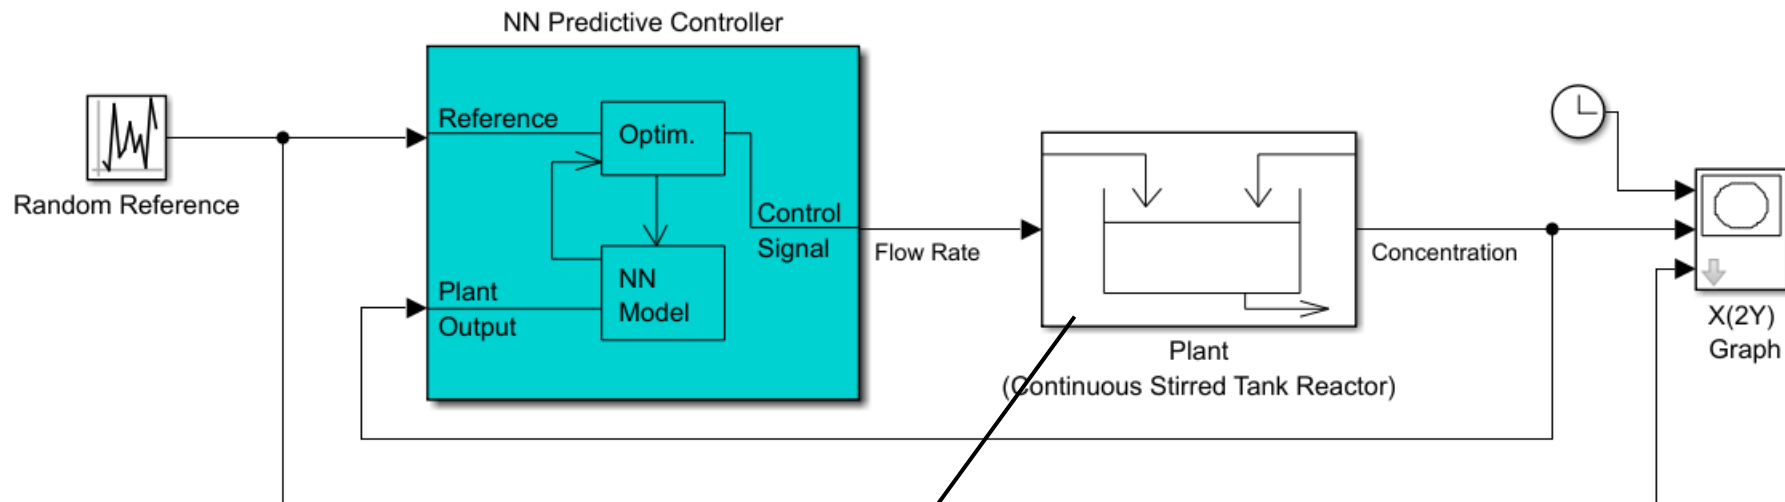 NN Predictive Controller
Reference
Optim.
Random Reference
Control
Signal
Flow Rate
Concentration
NN
Model
Plant
Output
X(2Y)
Graph
Plant
(Continuous Stirred Tank Reactor)